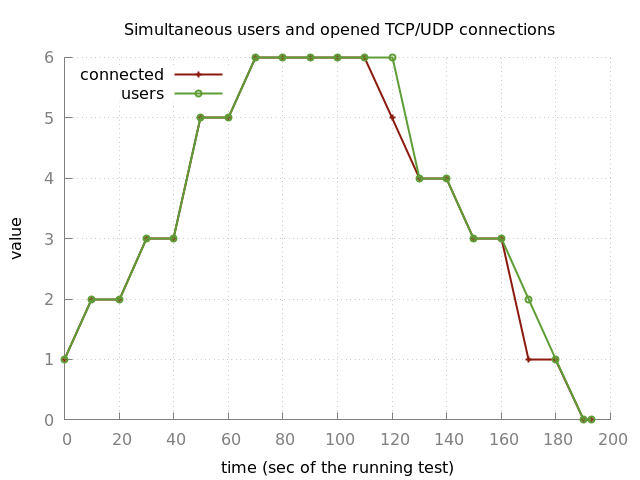 Simultaneous users and opened TCP/UDP connections
6
5
4
3
2
1
0
connected
users
value
0 20 40 60 80 100 120 140 160 180 200
time (sec of the running test)